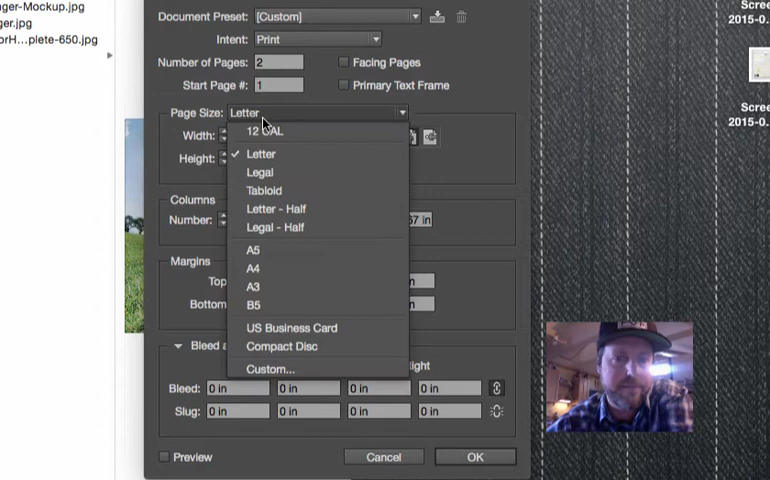 nger-Mockup.jpg
ger.jpg
orH...plete-650.jpg
Document Preset: [Custom]
Intent: Print
Number of Pages: 2
Facing Pages
Start Page #: 1
Primary Text Frame
Page Size: Letter
12 CAL
Width:
Letter
Height:
Legal
Tabloid
Letter - Half
Legal - Half
A5
A4
A3
B5
US Business Card
Compact Disc
Custom...
Columns
Number:
67 in
Margins
Top
n
Bottom
n
Bleed a
light
Bleed: 0 in 0 in 0 in 0 in
Slug: 0 in 0 in 0 in 0 in
Preview
Cancel
OK
Scree
2015-0.
Scree
2015-0..